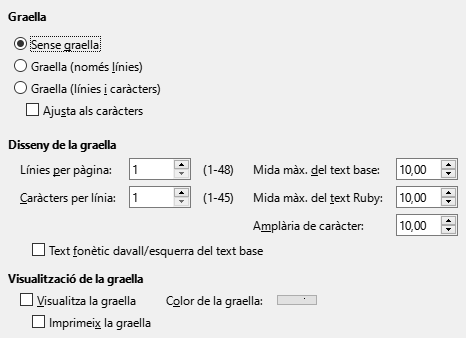 Graella
Sense graella
Graella (només línies)
Graella (línies i caràcters)
Ajusta als caràcters
Disseny de la graella
Línies per pàgina: 1 (1-48) Mida màx. del text base: 10,00
Caràcters per línia: 1 (1-45) Mida màx. del text Ruby: 10,00
Amplària de caràcter: 10,00
Text fonètic davall/esquerra del text base
Visualització de la graella
Visualitza la graella Color de la graella:
Imprimeix la graella